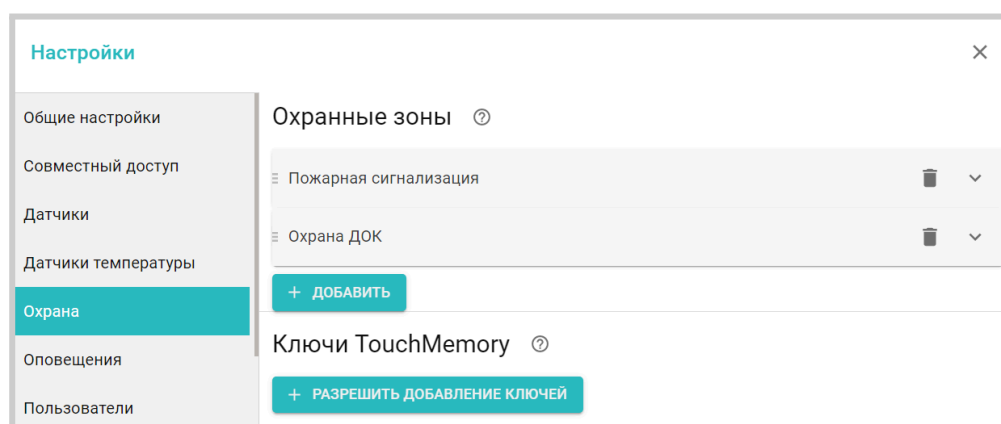 Настройки
Общие настройки
Совместный доступ
Датчики
Датчики температуры
Охрана
Оповещения
Пользователи
Охранные зоны
Пожарная сигнализация
Охрана ДОК
+ ДОБАВИТЬ
Ключи TouchMemory
+ РАЗРЕШИТЬ ДОБАВЛЕНИЕ КЛЮЧЕЙ